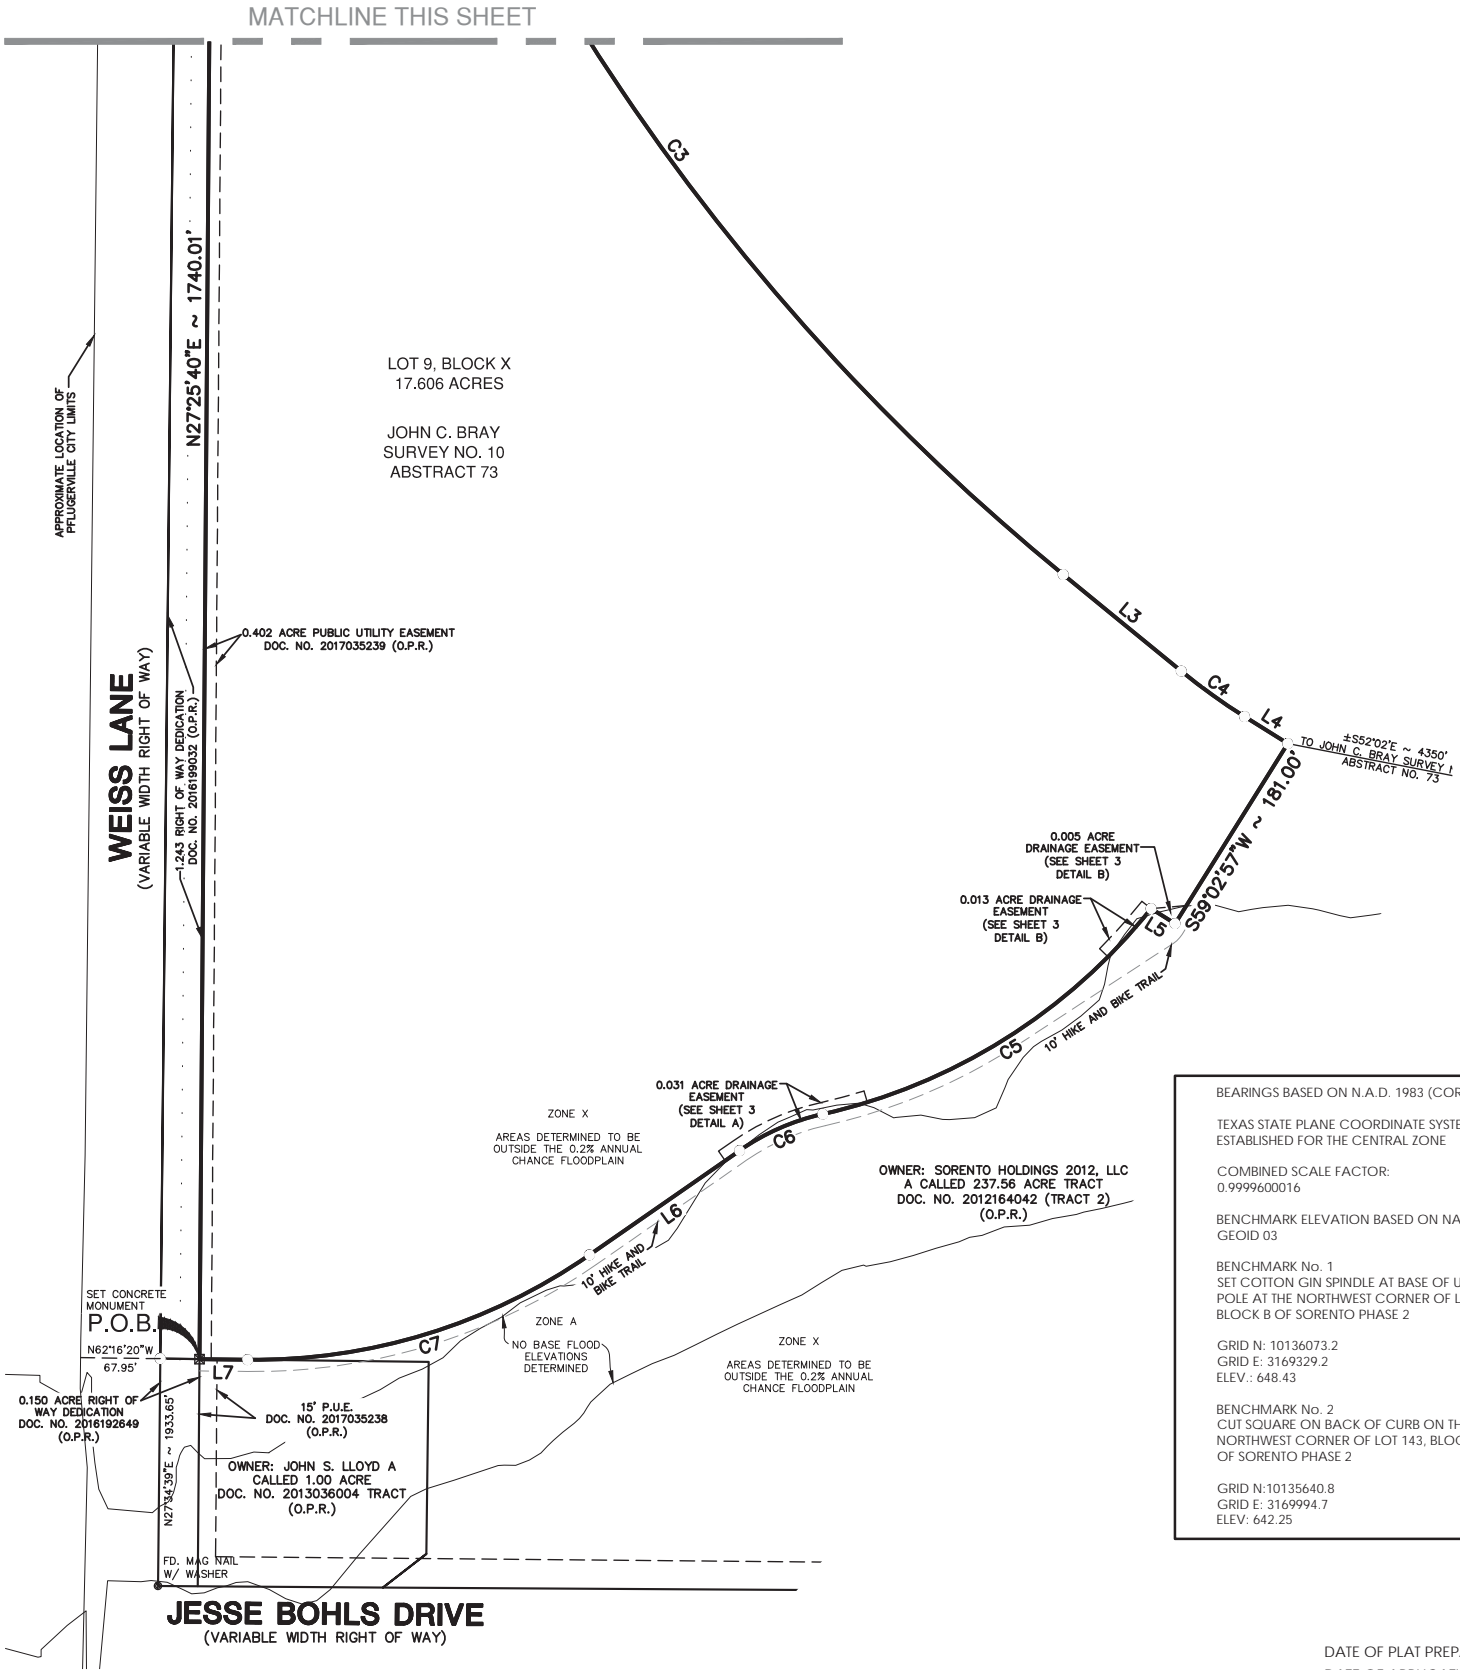 MATCHLINE THIS SHEET
C3
N27°25'40"E ~ 1740.01'
LOT 9, BLOCK X
17.606 ACRES
JOHN C. BRAY
SURVEY NO. 10
ABSTRACT 73
APPROXIMATE LOCATION OF
PFLUGERVILLE CITY LIMITS
L3
0.402 ACRE PUBLIC UTILITY EASEMENT
DOC. NO. 2017035239 (O.P.R.)
WEISS LANE
(VARIABLE WIDTH RIGHT OF WAY)
1.243 RIGHT OF WAY DEDICATION
DOC. NO. 2016199032 (O.P.R.)
C4
L4
±S52°02'E ~ 4350'
TO JOHN C. BRAY SURVEY
ABSTRACT NO. 73
S59°02'57"W ~ 181.00'
0.005 ACRE
DRAINAGE EASEMENT
(SEE SHEET 3
DETAIL B)
0.013 ACRE DRAINAGE
EASEMENT
(SEE SHEET 3
DETAIL B)
L5
10' HIKE AND BIKE TRAIL
C5
0.031 ACRE DRAINAGE
EASEMENT
(SEE SHEET 3
DETAIL A)
C6
ZONE X
AREAS DETERMINED TO BE
OUTSIDE THE 0.2% ANNUAL
CHANCE FLOODPLAIN
OWNER: SORENTO HOLDINGS 2012, LLC
A CALLED 237.56 ACRE TRACT
DOC. NO. 2012164042 (TRACT 2)
(O.P.R.)
L6
10' HIKE AND
BIKE TRAIL
BEARINGS BASED ON N.A.D. 1983 (COR
TEXAS STATE PLANE COORDINATE SYSTE
ESTABLISHED FOR THE CENTRAL ZONE
COMBINED SCALE FACTOR:
0.9999600016
BENCHMARK ELEVATION BASED ON NA
GEOID 03
BENCHMARK No. 1
SET COTTON GIN SPINDLE AT BASE OF U
POLE AT THE NORTHWEST CORNER OF L
BLOCK B OF SORENTO PHASE 2
GRID N: 10136073.2
GRID E: 3169329.2
ELEV.: 648.43
BENCHMARK No. 2
CUT SQUARE ON BACK OF CURB ON TH
NORTHWEST CORNER OF LOT 143, BLOC
OF SORENTO PHASE 2
GRID N:10135640.8
GRID E: 3169994.7
ELEV: 642.25
SET CONCRETE
MONUMENT
P.O.B.
N62°16'20"W
67.95'
L7
C7
ZONE A
NO BASE FLOOD
ELEVATIONS
DETERMINED
ZONE X
AREAS DETERMINED TO BE
OUTSIDE THE 0.2% ANNUAL
CHANCE FLOODPLAIN
0.150 ACRE RIGHT OF
WAY DEDICATION
DOC. NO. 2016192649
(O.P.R.)
15' P.U.E.
DOC. NO. 2017035238
(O.P.R.)
N27°34'39"E ~ 1933.65'
OWNER: JOHN S. LLOYD A
CALLED 1.00 ACRE
DOC. NO. 2013036004 TRACT
(O.P.R.)
FD. MAG NAIL
W/ WASHER
JESSE BOHLS DRIVE
(VARIABLE WIDTH RIGHT OF WAY)
DATE OF PLAT PREP